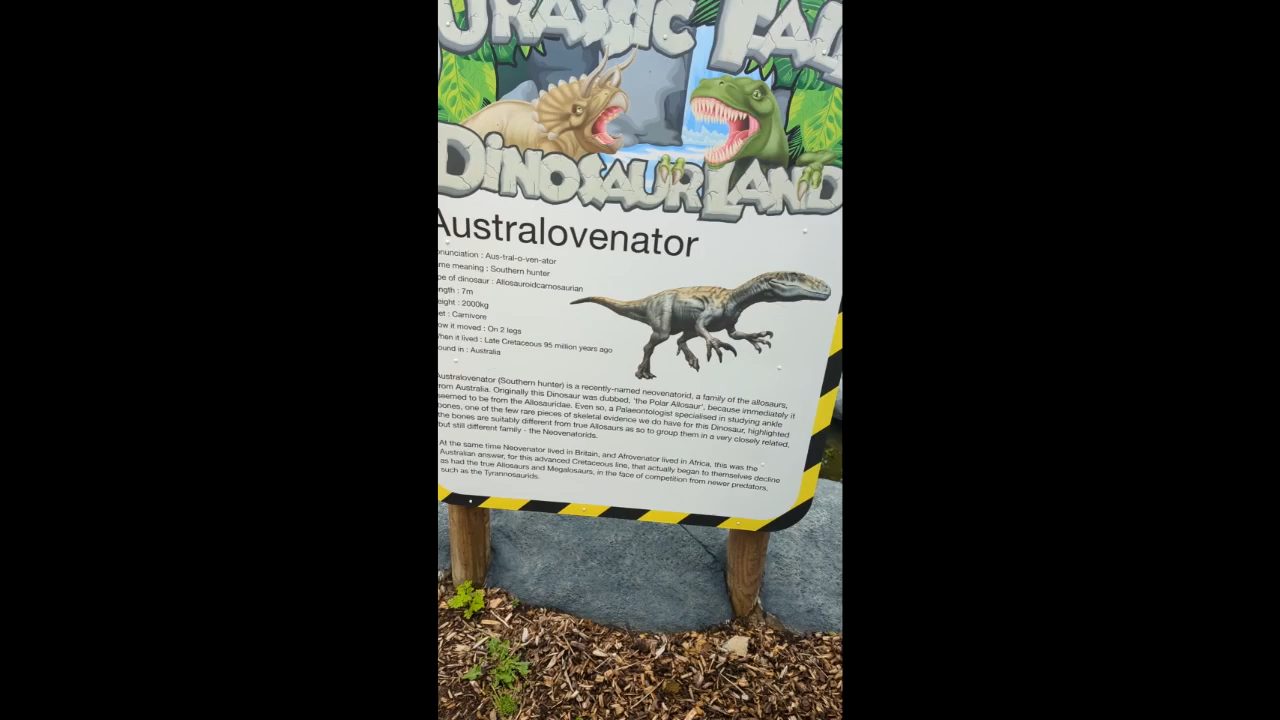 URASSIC FAL
DINOSAUR LAND
Australovenator
onunciation : Aus-tral-o-ven-ator
me meaning : Southern hunter
pe of dinosaur : Allosauroidcarnosaurian
ngth : 7m
eight : 2000kg
et : Carnivore
ow it moved : On 2 legs
hen it lived : Late Cretaceous 95 million years ago
ound in : Australia
Australovenator (Southern hunter) is a recently-named neovenatorid, a family of the allosaurs,
from Australia. Originally this Dinosaur was dubbed, 'the Polar Allosaur', because immediately it
seemed to be from the Allosauridae. Even so, a Palaeontologist specialised in studying ankle
bones, one of the few rare pieces of skeletal evidence we do have for this Dinosaur, highlighted
the bones are suitably different from true Allosaurs as so to group them in a very closely related,
but still different family - the Neovenatorids.
At the same time Neovenator lived in Britain, and Afrovenator lived in Africa, this was the
Australian answer, for this advanced Cretaceous line, that actually began to themselves decline
as had the true Allosaurs and Megalosaurs, in the face of competition from newer predators,
such as the Tyrannosaurids.